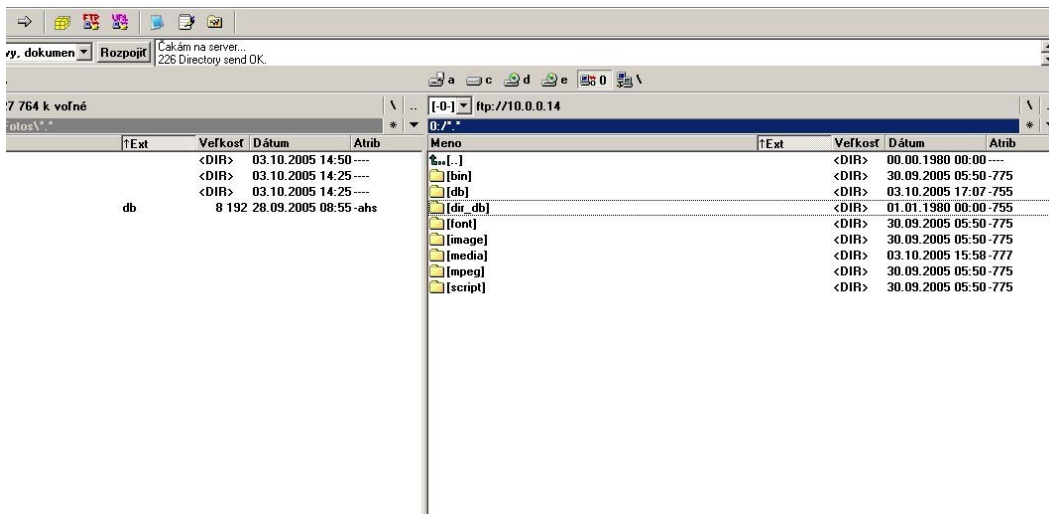 FTP
URL
vy, dokumen Rozpojiť Čakám na server...
226 Directory send OK.
a c d e 0 \
7 764 k voľné \ .. [-0-] ftp://10.0.0.14 \
otos\*.* * 0:/*.* *
↑Ext Veľkosť Dátum Atrib Meno ↑Ext Veľkosť Dátum Atrib
<DIR> 03.10.2005 14:50 ---- [..] <DIR> 00.00.1980 00:00 ----
<DIR> 03.10.2005 14:25 ---- [bin] <DIR> 30.09.2005 05:50 -775
<DIR> 03.10.2005 14:25 ---- [db] <DIR> 03.10.2005 17:07 -755
db 8 192 28.09.2005 08:55 -ahs [dir_db] <DIR> 01.01.1980 00:00 -755
[font] <DIR> 30.09.2005 05:50 -775
[image] <DIR> 30.09.2005 05:50 -775
[media] <DIR> 03.10.2005 15:58 -777
[mpeg] <DIR> 30.09.2005 05:50 -775
[script] <DIR> 30.09.2005 05:50 -775